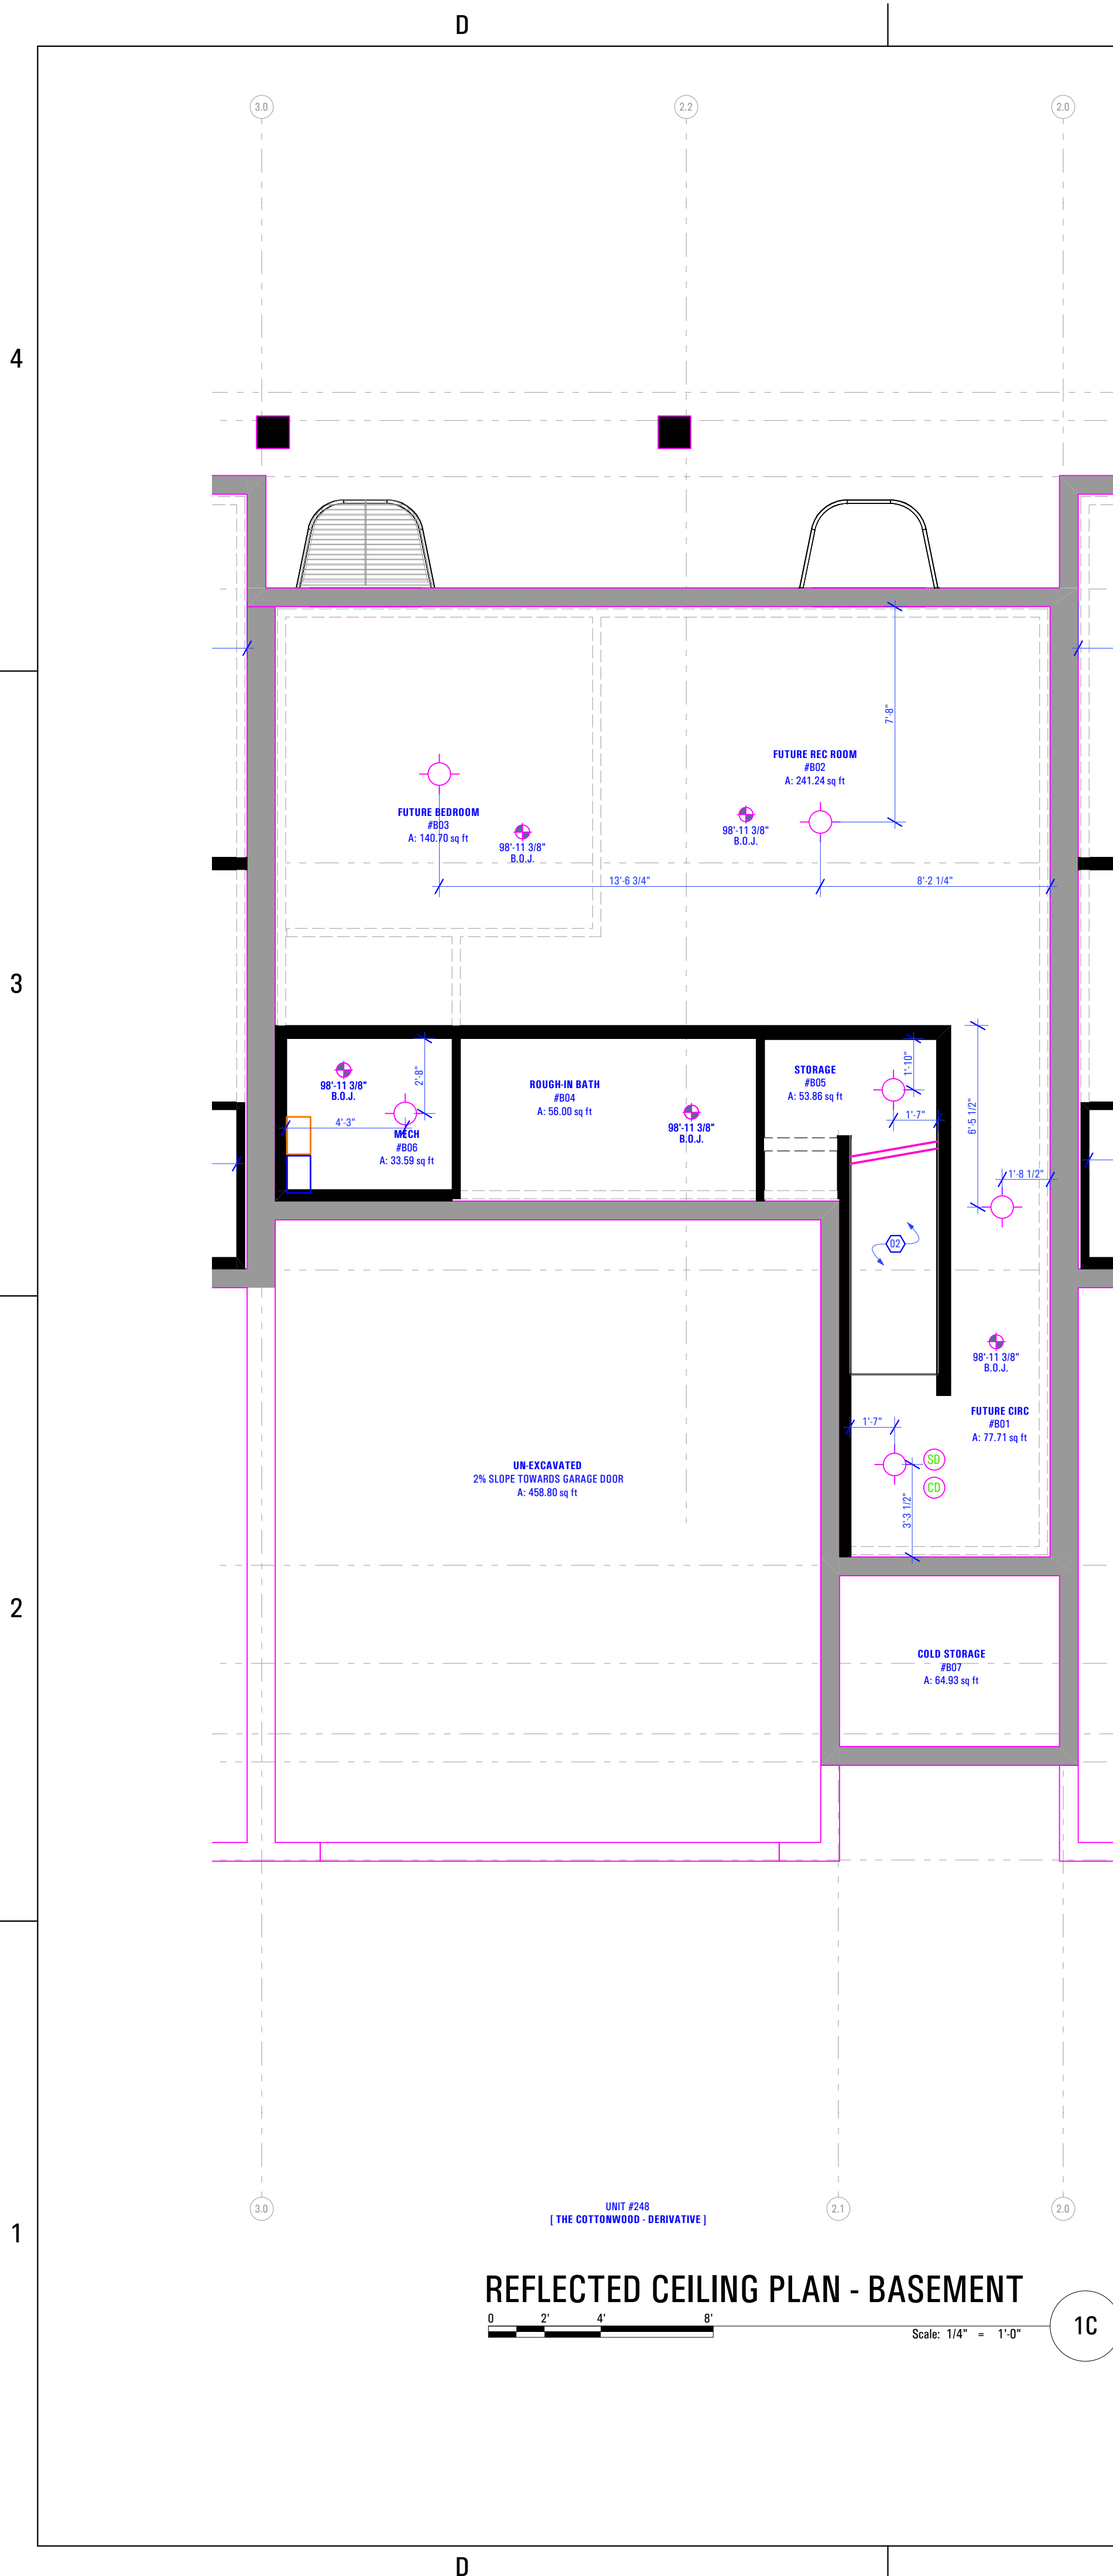 D
3.0
2.2
2.0
4
7'-8"
FUTURE REC ROOM
#B02
A: 241.24 sq ft
FUTURE BEDROOM
#B03
A: 140.70 sq ft
98'-11 3/8"
B.O.J.
98'-11 3/8"
B.O.J.
13'-6 3/4"
8'-2 1/4"
3
98'-11 3/8"
B.O.J.
2'-8"
4'-3"
MECH
#B06
A: 33.59 sq ft
ROUGH-IN BATH
#B04
A: 56.00 sq ft
98'-11 3/8"
B.O.J.
STORAGE
#B05
A: 53.86 sq ft
1'-10"
1'-7"
6'-5 1/2"
1'-8 1/2"
02
98'-11 3/8"
B.O.J.
FUTURE CIRC
#B01
A: 77.71 sq ft
1'-7"
SD
CD
3'-3 1/2"
UN-EXCAVATED
2% SLOPE TOWARDS GARAGE DOOR
A: 458.80 sq ft
2
COLD STORAGE
#B07
A: 64.93 sq ft
3.0
2.1
2.0
UNIT #248
[ THE COTTONWOOD - DERIVATIVE ]
1
REFLECTED CEILING PLAN - BASEMENT
0 2' 4' 8'
Scale: 1/4" = 1'-0"
1C
D